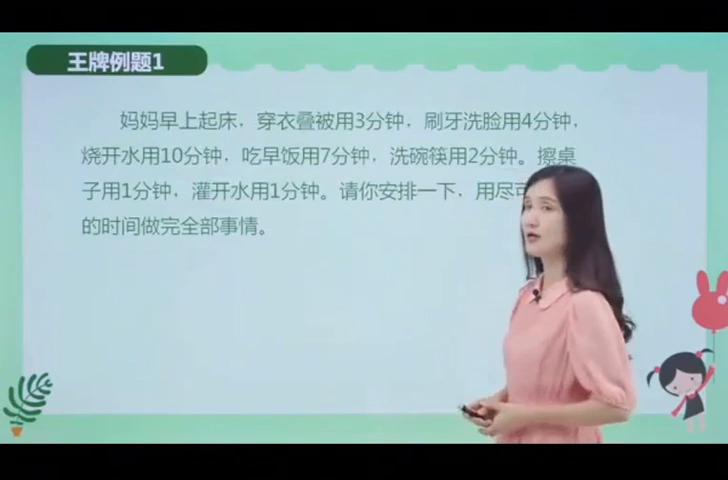 王牌例题1
妈妈早上起床，穿衣叠被用3分钟，刷牙洗脸用4分钟，
烧开水用10分钟，吃早饭用7分钟，洗碗筷用2分钟。擦桌
子用1分钟，灌开水用1分钟。请你安排一下，用尽
的时间做完全部事情。